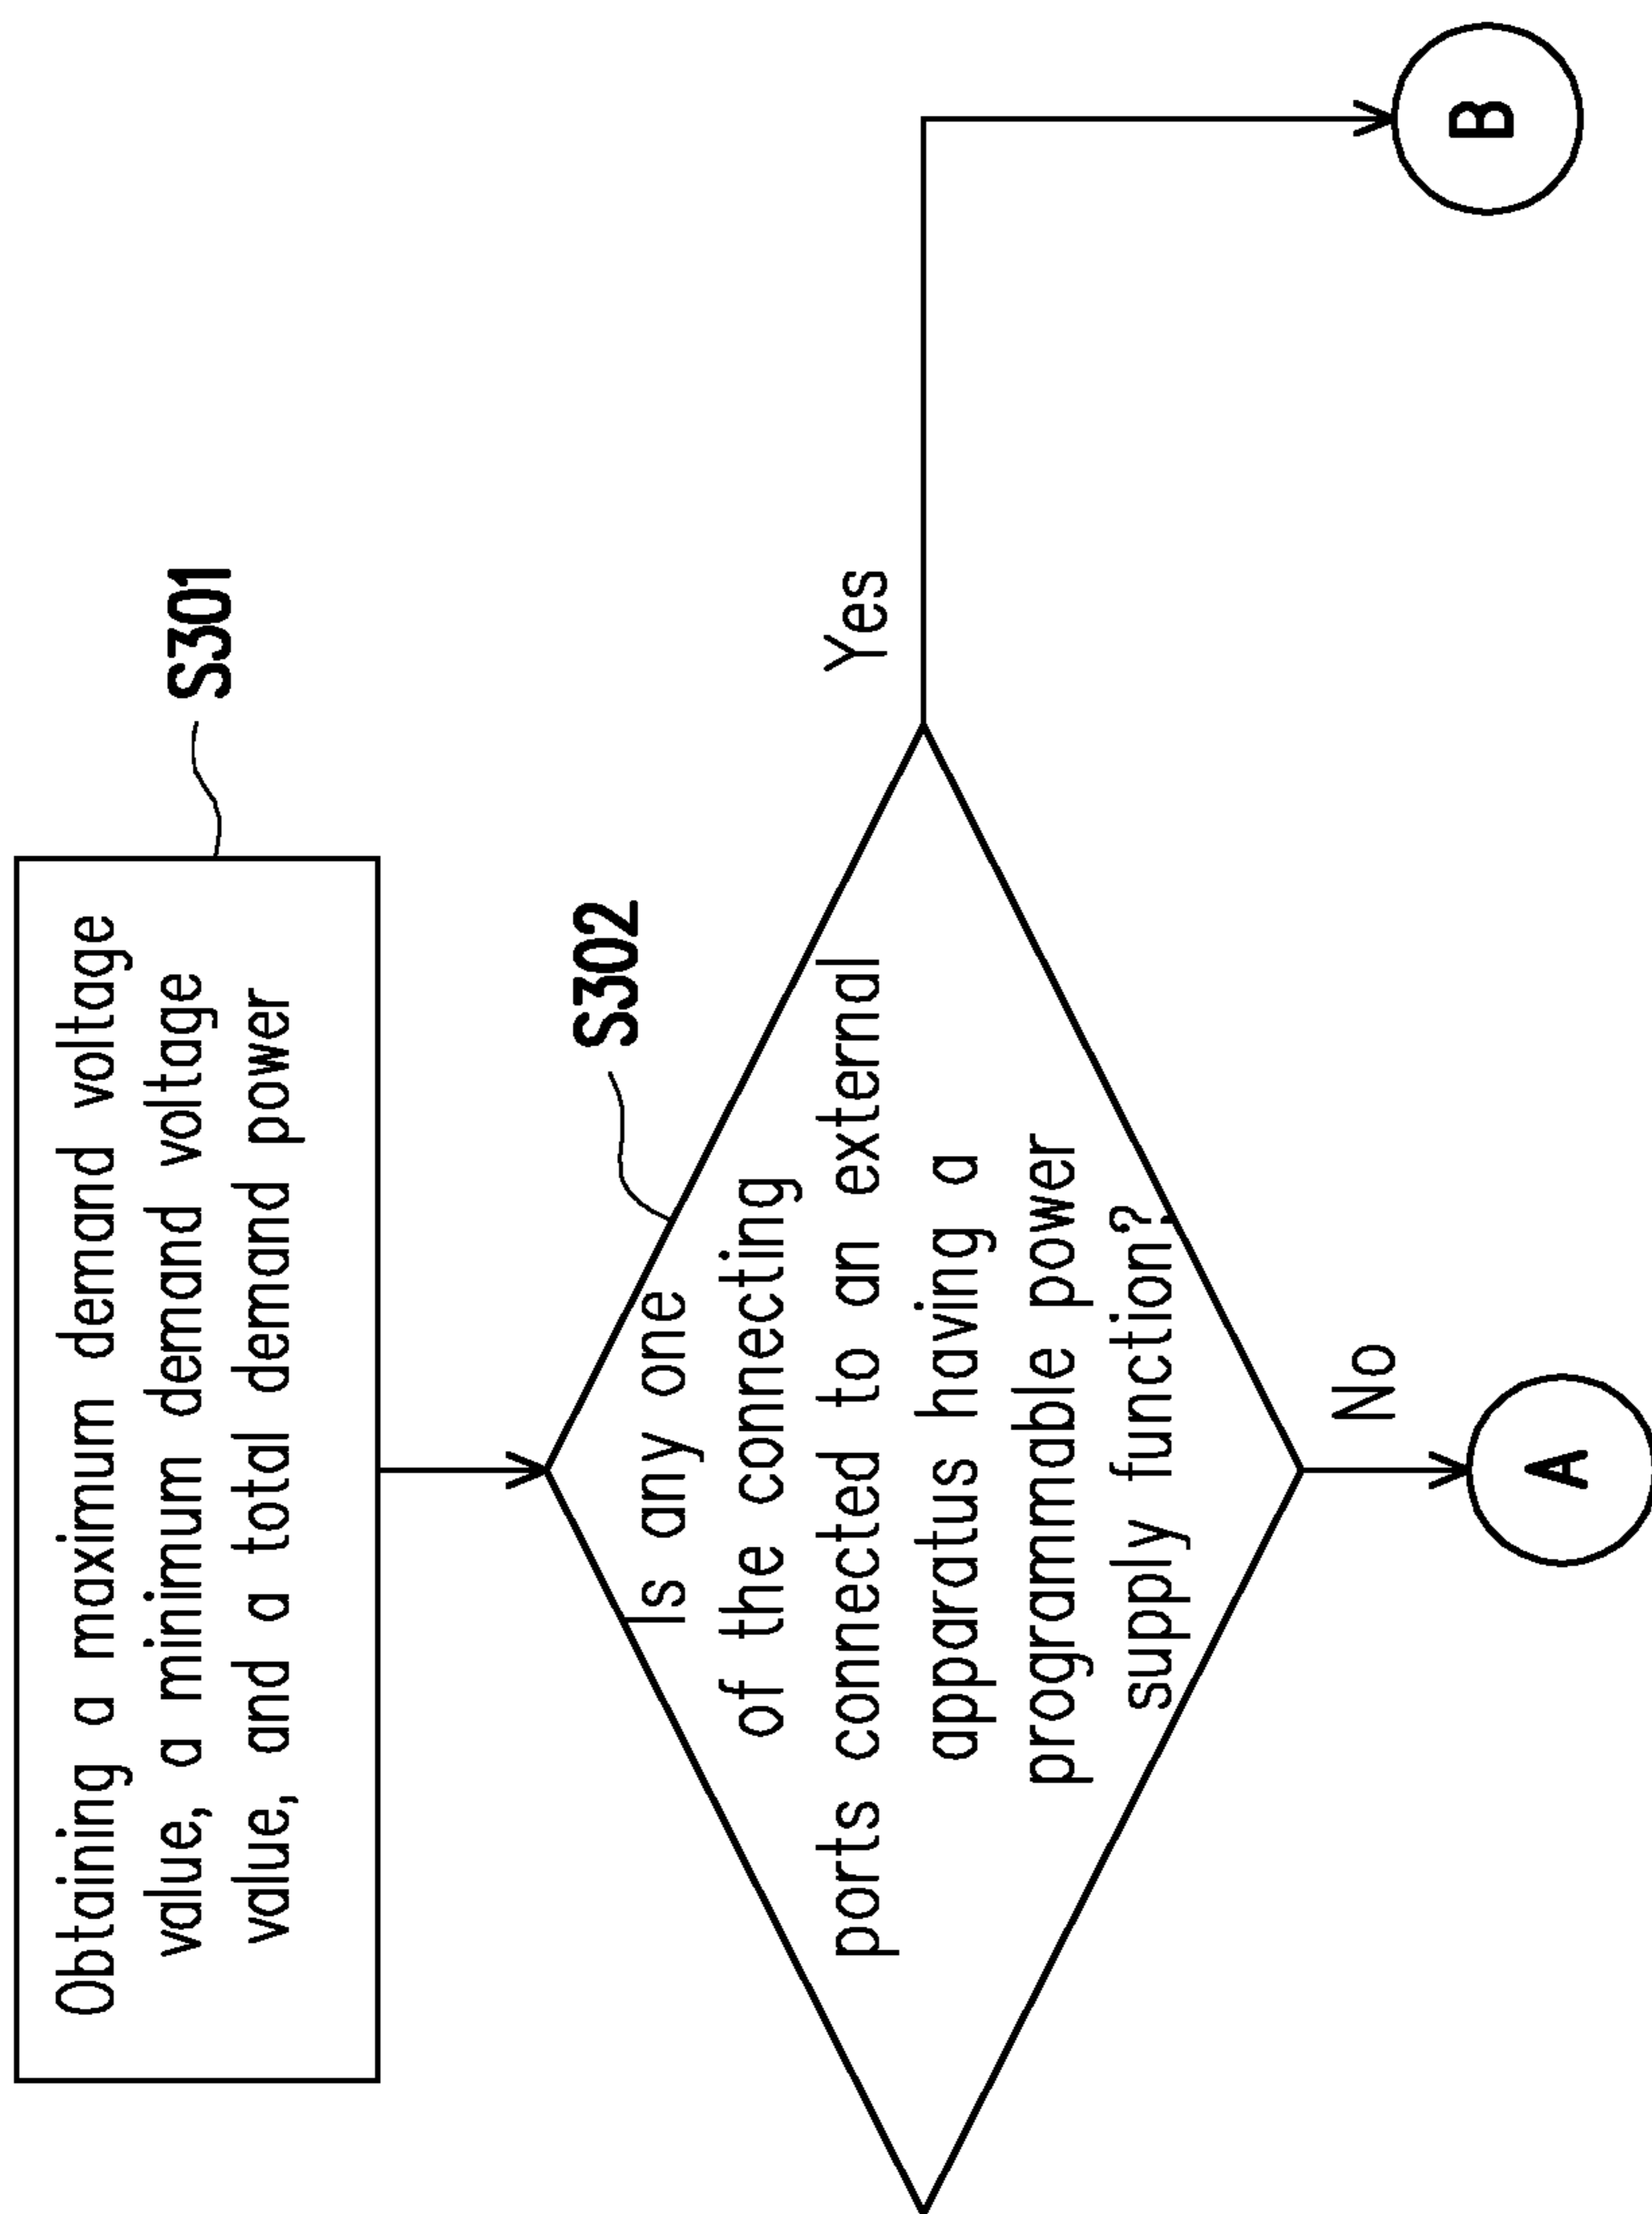 Obtaining a maximum demand voltage
value, a minimum demand voltage
value, and a total demand power
S301
S302
Is any one
of the connecting
ports connected to an external
apparatus having a
programmable power
supply function?
Yes
No
A
B